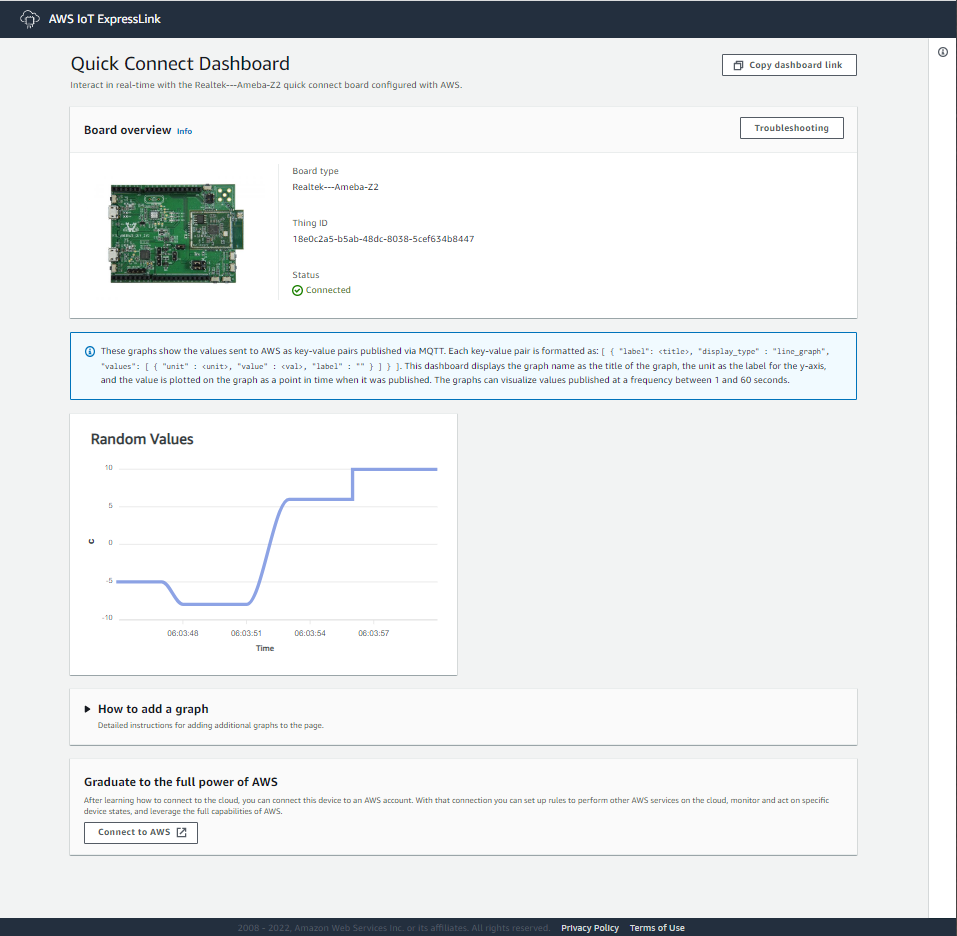 AWS IoT ExpressLink
Quick Connect Dashboard
Copy dashboard link
Interact in real-time with the Realtek---Ameba-Z2 quick connect board configured with AWS.
Board overview Info
Troubleshooting
Board type
Realtek---Ameba-Z2
Thing ID
18e0c2a5-b5ab-48dc-8038-5cef634b8447
Status
Connected
These graphs show the values sent to AWS as key-value pairs published via MQTT. Each key-value pair is formatted as: [ { "label": <title>, "display_type" : "line_graph",
"values": [ { "unit" : <unit>, "value" : <val>, "label" : "" } ] } ]. This dashboard displays the graph name as the title of the graph, the unit as the label for the y-axis,
and the value is plotted on the graph as a point in time when it was published. The graphs can visualize values published at a frequency between 1 and 60 seconds.
Random Values
10
5
C
0
-5
-10
06:03:48 06:03:51 06:03:54 06:03:57
Time
How to add a graph
Detailed instructions for adding additional graphs to the page.
Graduate to the full power of AWS
After learning how to connect to the cloud, you can connect this device to an AWS account. With that connection you can set up rules to perform other AWS services on the cloud, monitor and act on specific
device states, and leverage the full capabilities of AWS.
Connect to AWS
2008 - 2022, Amazon Web Services Inc. or its affiliates. All rights reserved. Privacy Policy Terms of Use